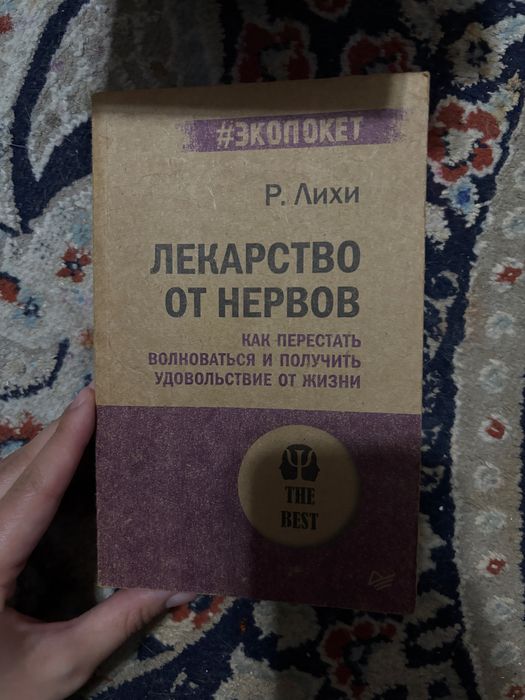 #ЭКОПОКЕТ
Р. Лихи
ЛЕКАРСТВО
ОТ НЕРВОВ
КАК ПЕРЕСТАТЬ
ВОЛНОВАТЬСЯ И ПОЛУЧИТЬ
УДОВОЛЬСТВИЕ ОТ ЖИЗНИ
THE
BEST